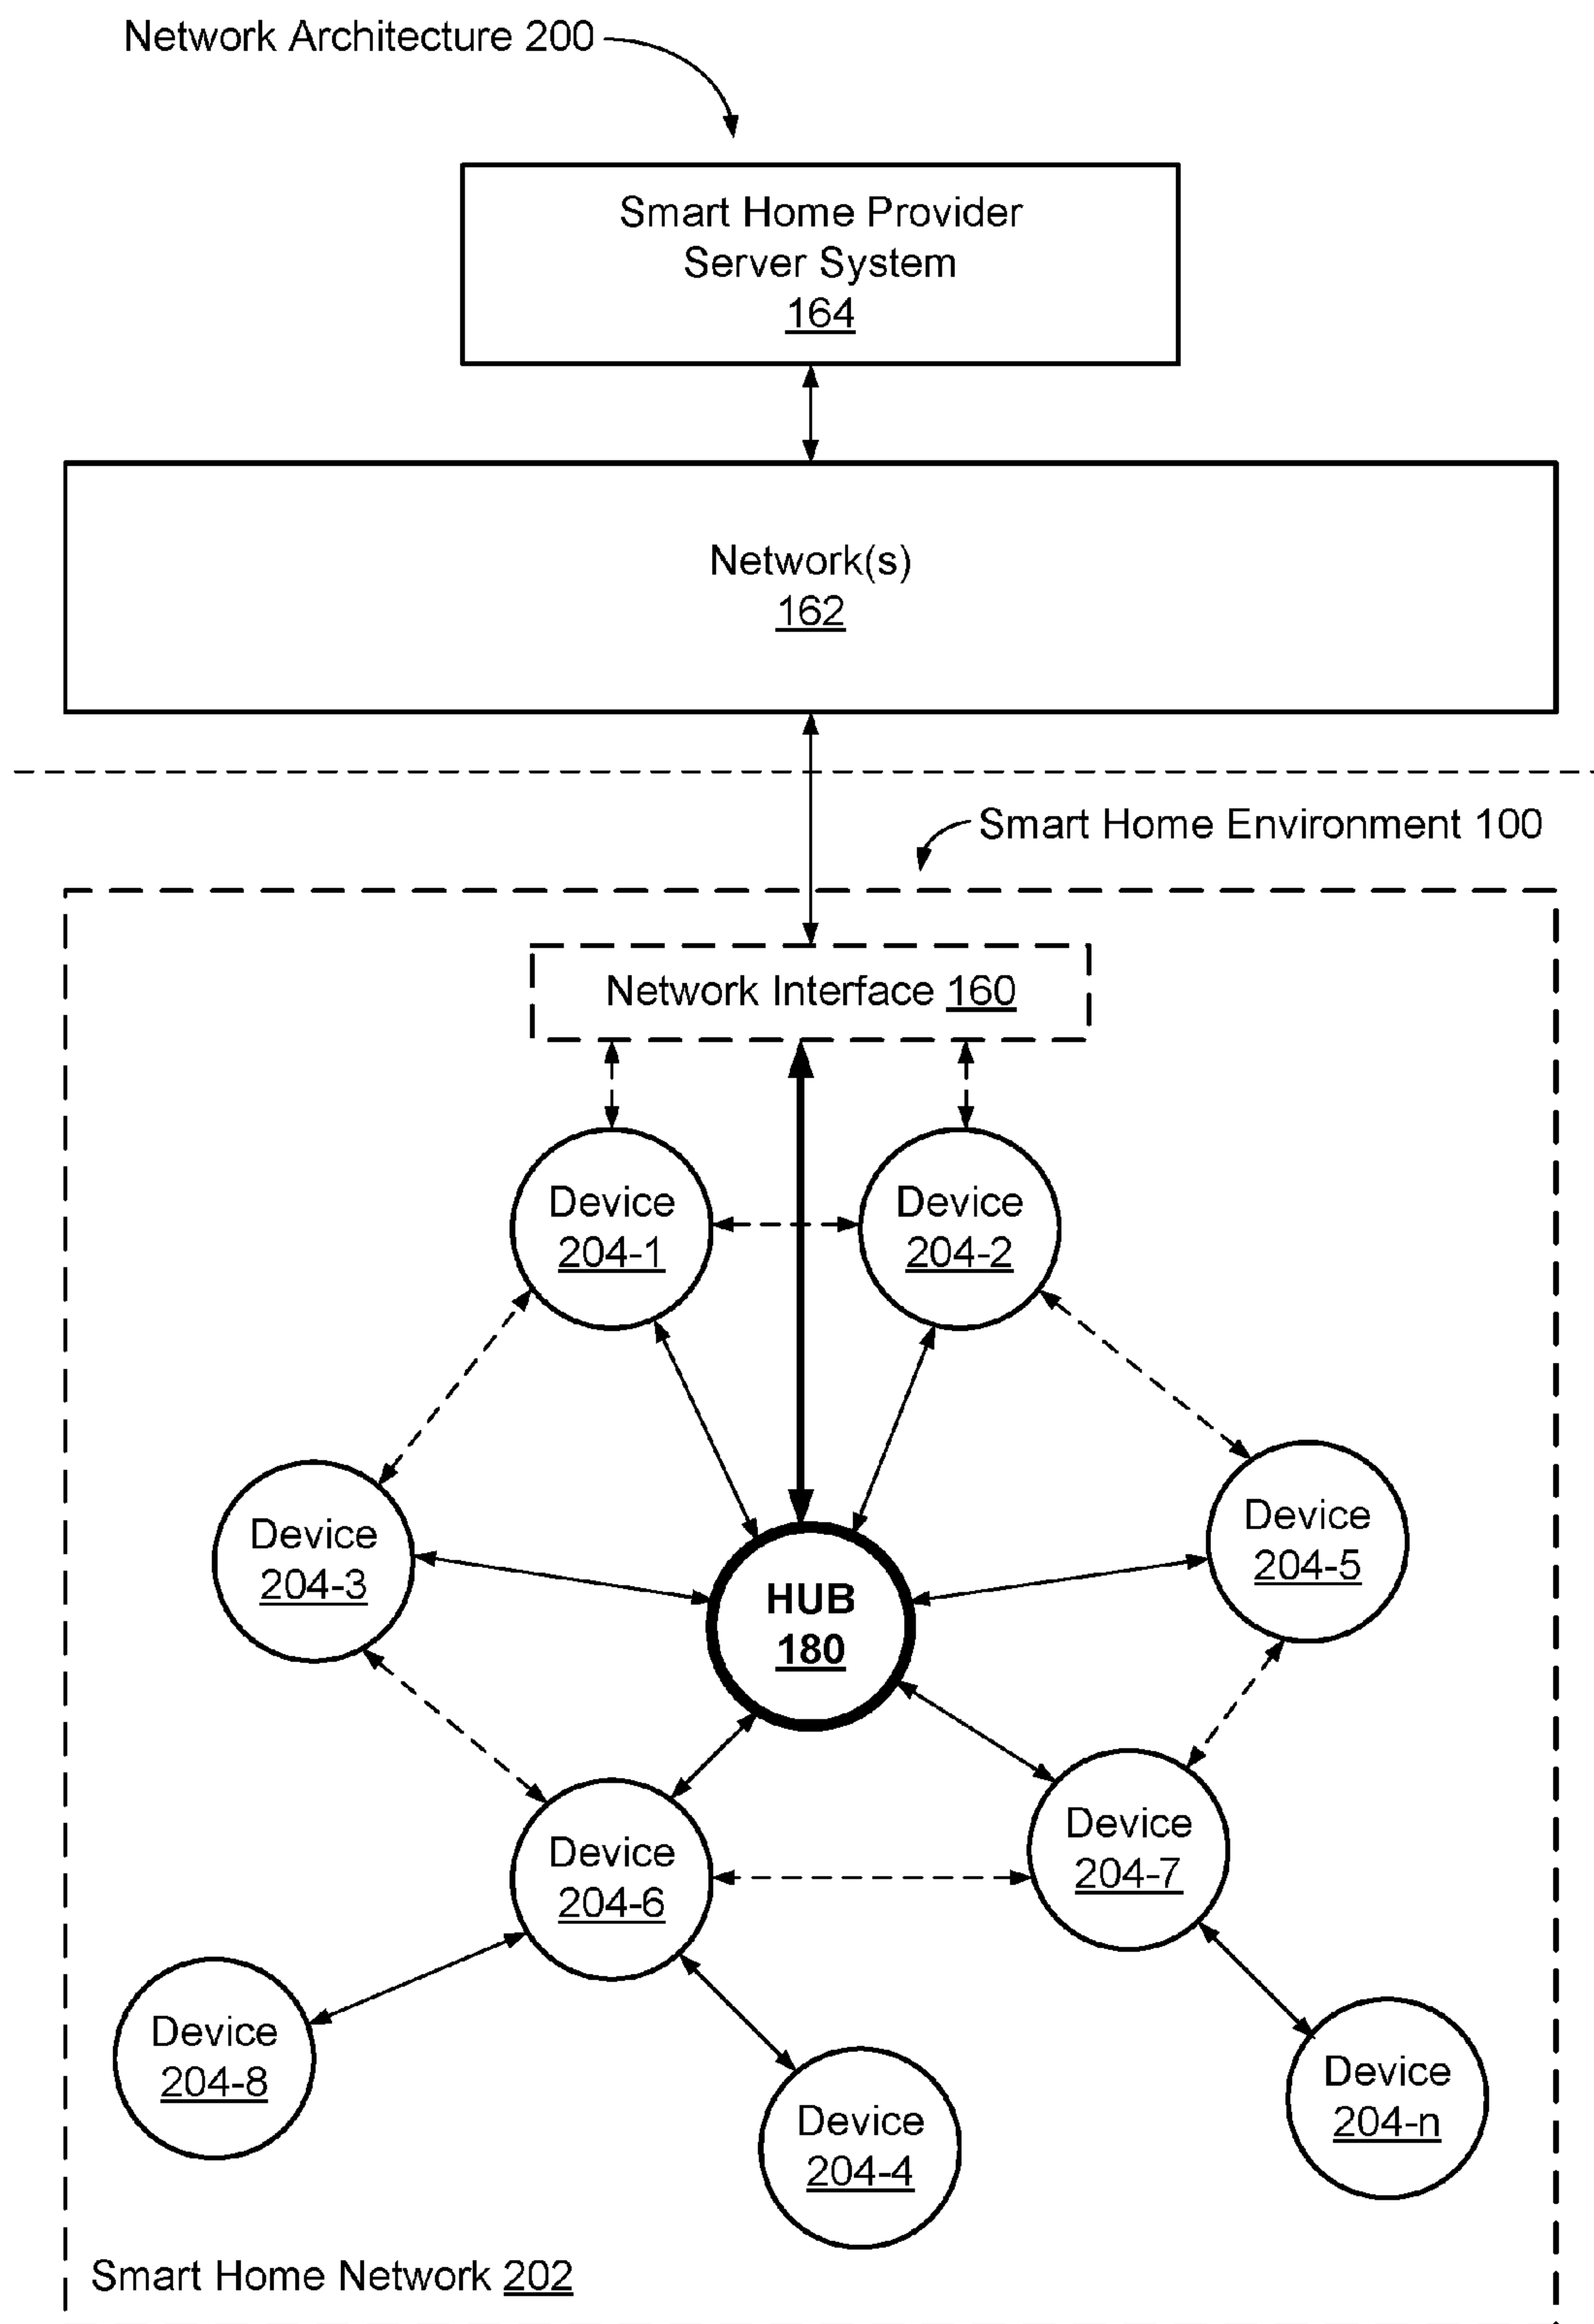 Network Architecture 200
Smart Home Provider
Server System
164
Network(s)
162
Smart Home Environment 100
Network Interface 160
Device
204-1
Device
204-2
Device
204-3
Device
204-5
HUB
180
Device
204-6
Device
204-7
Device
204-8
Device
204-4
Device
204-n
Smart Home Network 202